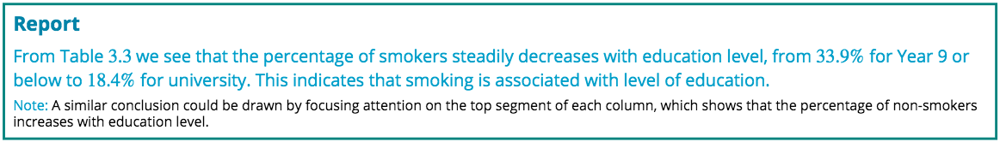 Report
From Table 3.3 we see that the percentage of smokers steadily decreases with education level, from 33.9% for Year 9 or
below to 18.4% for university. This indicates that smoking is associated with level of education.
Note: A similar conclusion could be drawn by focusing attention on the top segment of each column, which shows that the percentage of non-smokers
increases with education level.